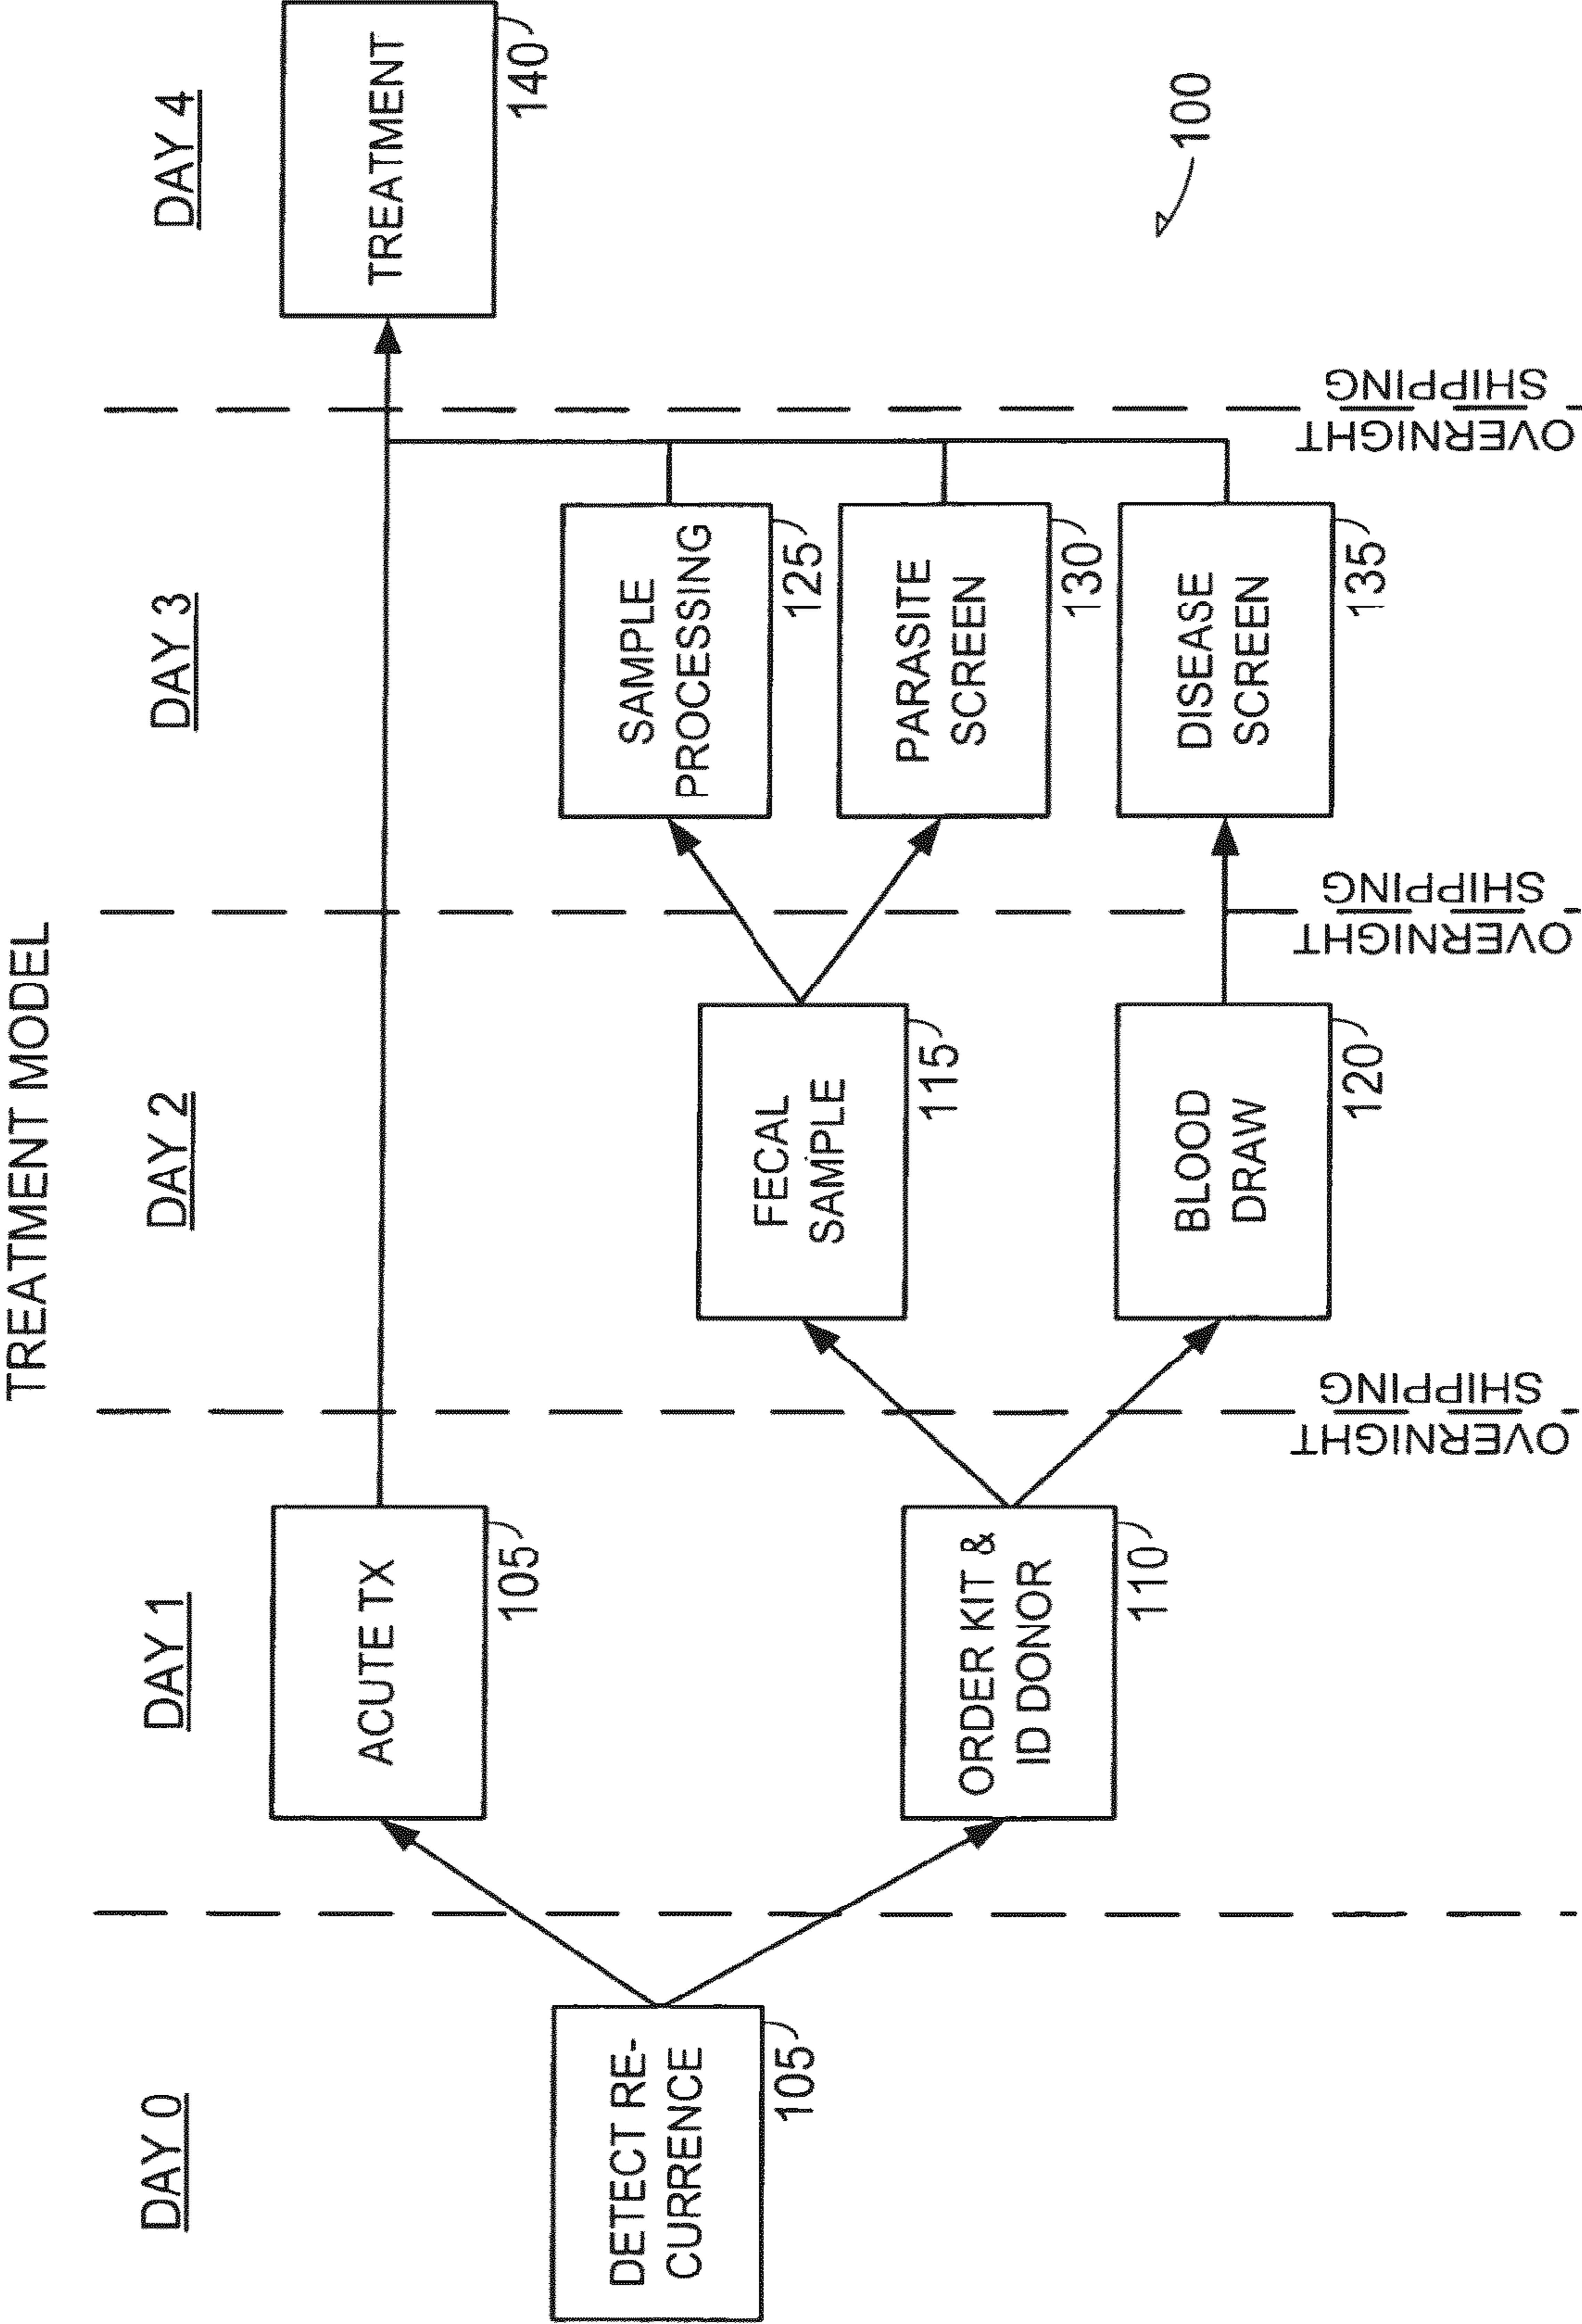 TREATMENT MODEL
DAY 0
DAY 1
DAY 2
DAY 3
DAY 4
DETECT RE-
CURRENCE
105
ACUTE TX
105
ORDER KIT &
ID DONOR
110
FECAL
SAMPLE
115
BLOOD
DRAW
120
SAMPLE
PROCESSING
125
PARASITE
SCREEN
130
DISEASE
SCREEN
135
TREATMENT
140
OVERNIGHT
SHIPPING
OVERNIGHT
SHIPPING
OVERNIGHT
SHIPPING
100